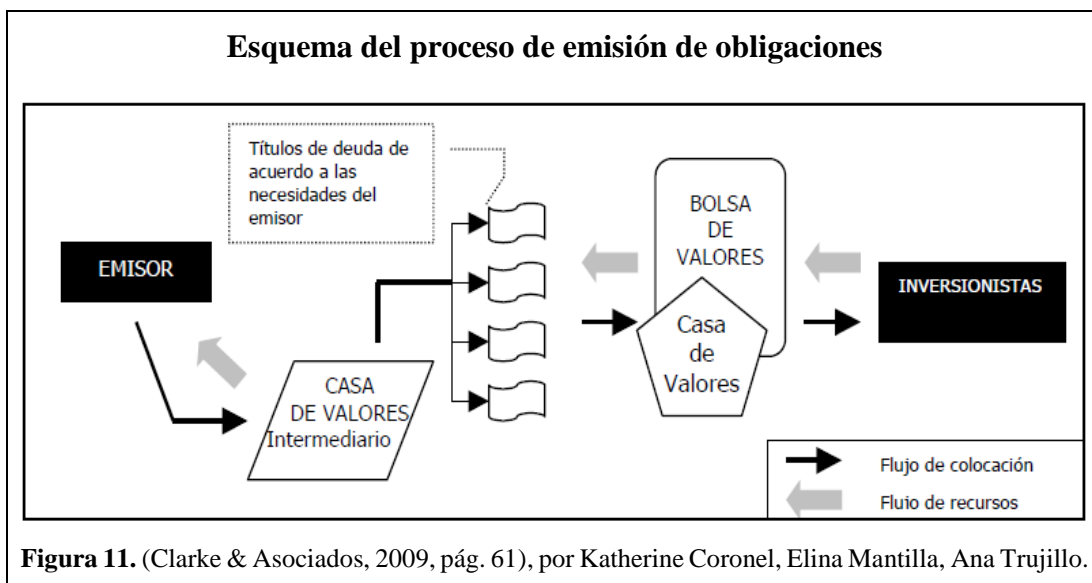 Esquema del proceso de emisión de obligaciones
Títulos de deuda de
acuerdo a las
necesidades del
emisor
EMISOR
CASA
DE VALORES
Intermediario
BOLSA
DE
VALORES
Casa
de
Valores
INVERSIONISTAS
Flujo de colocación
Flujo de recursos
Figura 11. (Clarke & Asociados, 2009, pág. 61), por Katherine Coronel, Elina Mantilla, Ana Trujillo.